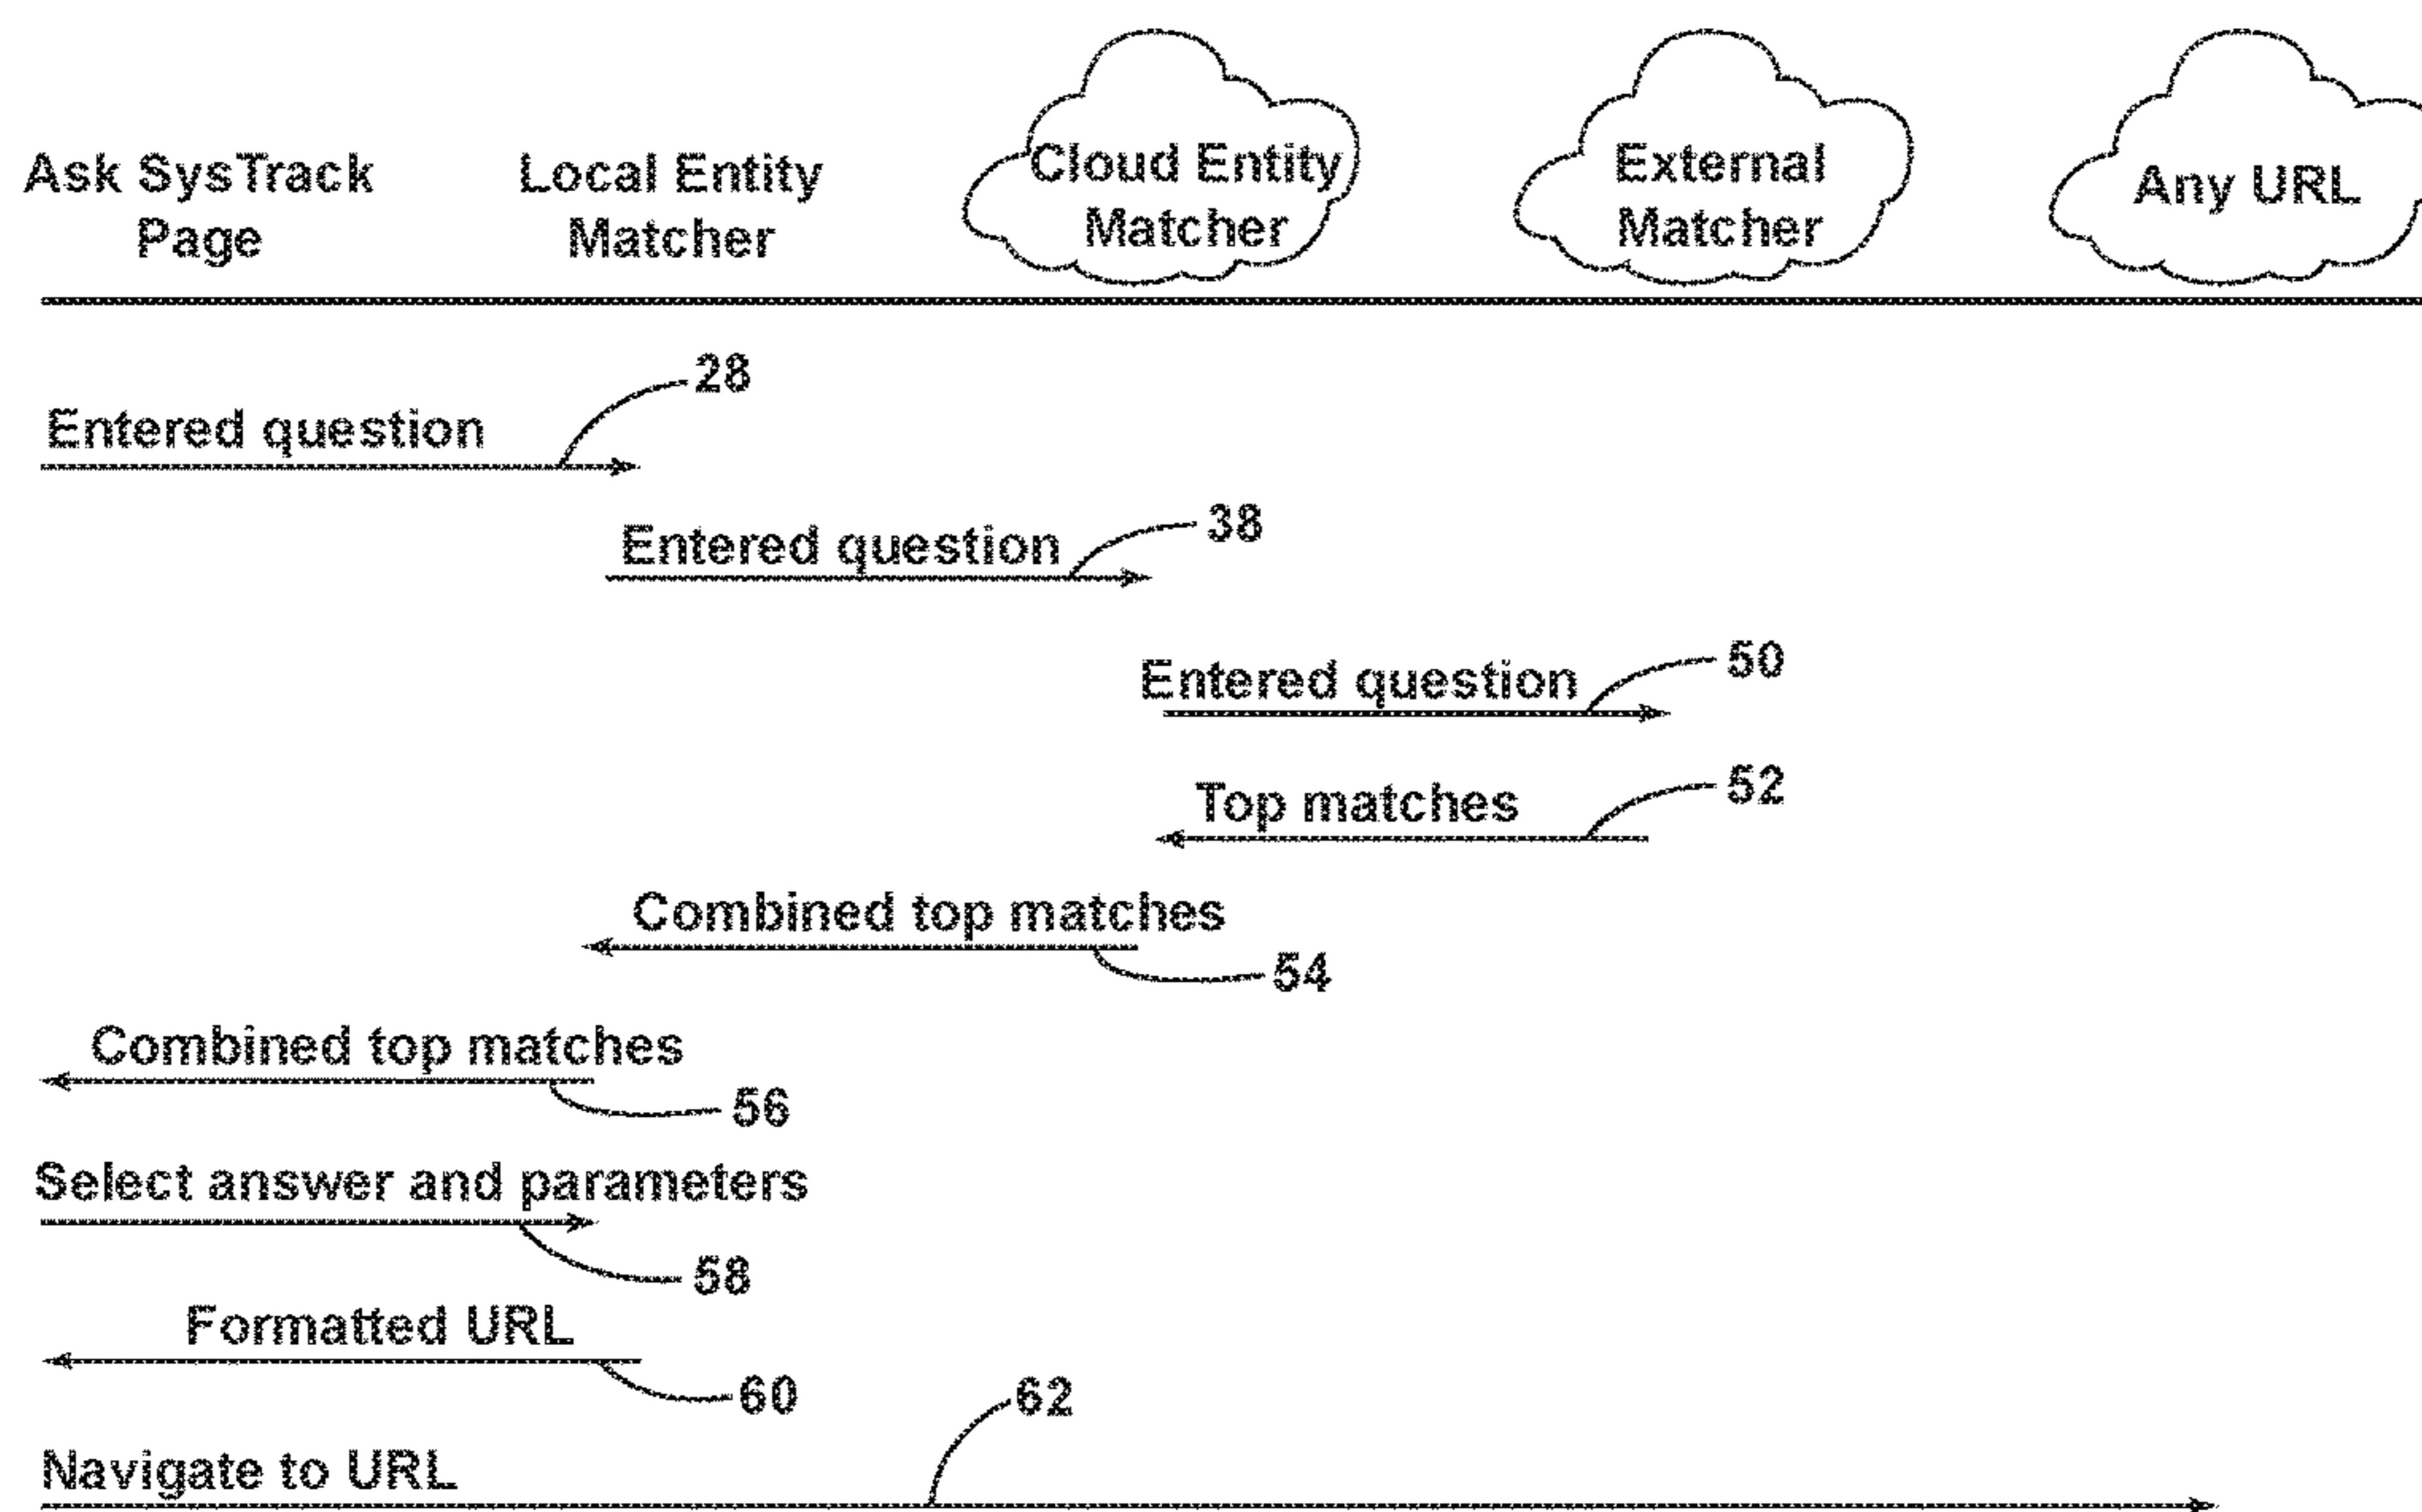 Ask SysTrack
Page
Local Entity
Matcher
Cloud Entity
Matcher
External
Matcher
Any URL
28
Entered question
38
Entered question
50
Entered question
52
Top matches
Combined top matches
54
Combined top matches
56
Select answer and parameters
58
Formatted URL
60
62
Navigate to URL